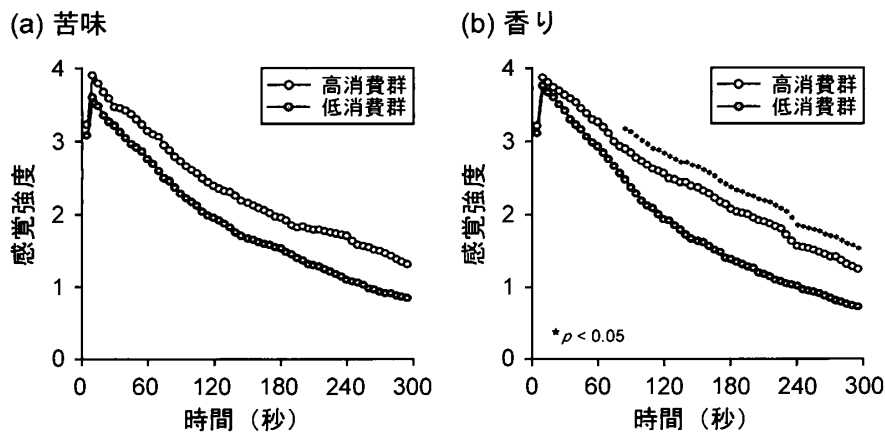 (a) 苦味
感覚強度
4
3
2
1
0
高消費群
低消費群
0 60 120 180 240 300
時間（秒）
(b) 香り
感覚強度
4
3
2
1
0
高消費群
低消費群
*p < 0.05
0 60 120 180 240 300
時間（秒）